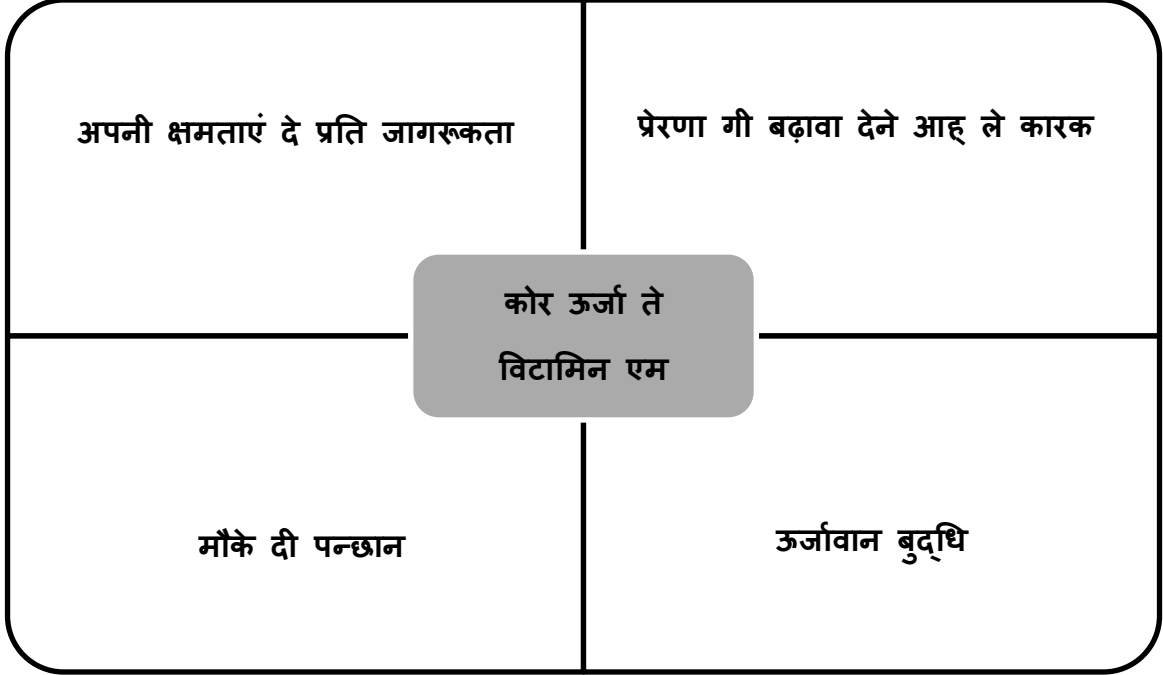 अपनी क्षमताएं दे प्रति जागरूकता
प्रेरणा गी बढ़ावा देने आह् ले कारक
कोर ऊर्जा ते
विटामिन एम
मौके दी पन्छान
ऊर्जावान बुद्धि